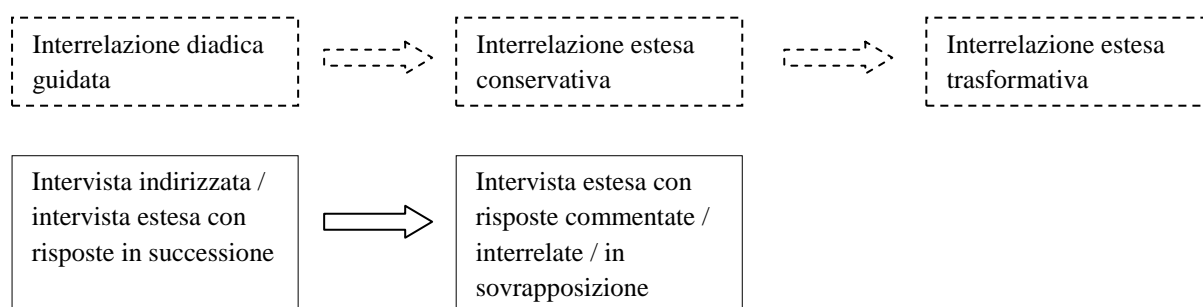 Interrelazione diadica
guidata
Interrelazione estesa
conservativa
Interrelazione estesa
trasformativa
Intervista indirizzata /
intervista estesa con
risposte in successione
Intervista estesa con
risposte commentate /
interrelate / in
sovrapposizione